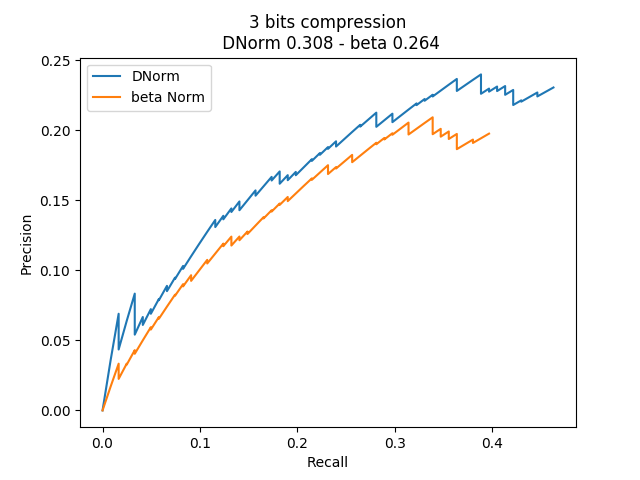 3 bits compression
DNorm 0.308 - beta 0.264
DNorm
beta Norm
Precision
0.25
0.20
0.15
0.10
0.05
0.00
0.0 0.1 0.2 0.3 0.4
Recall